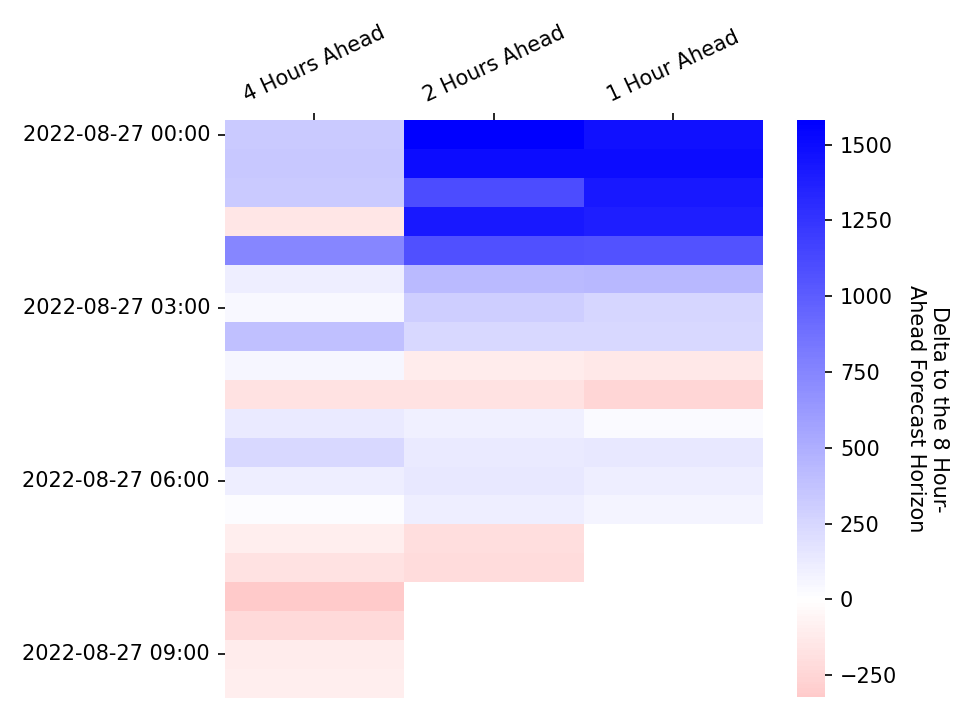 4 Hours Ahead
2 Hours Ahead
1 Hour Ahead
2022-08-27 00:00
2022-08-27 03:00
2022-08-27 06:00
2022-08-27 09:00
1500
1250
1000
750
500
250
0
−250
Delta to the 8 Hour-
Ahead Forecast Horizon